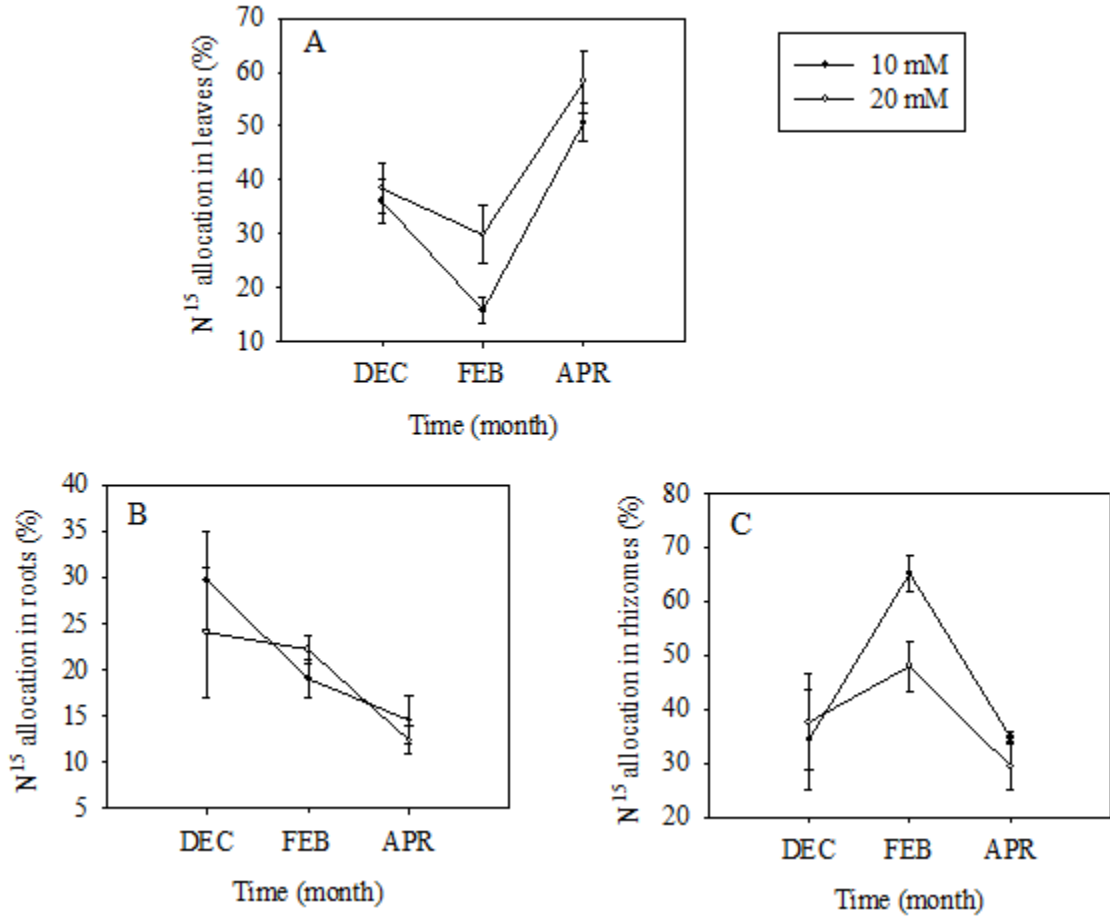 A
N¹⁵ allocation in leaves (%)
70
60
50
40
30
20
10
DEC FEB APR
Time (month)
10 mM
20 mM
B
N¹⁵ allocation in roots (%)
40
35
30
25
20
15
10
5
DEC FEB APR
Time (month)
C
N¹⁵ allocation in rhizomes (%)
80
70
60
50
40
30
20
DEC FEB APR
Time (month)